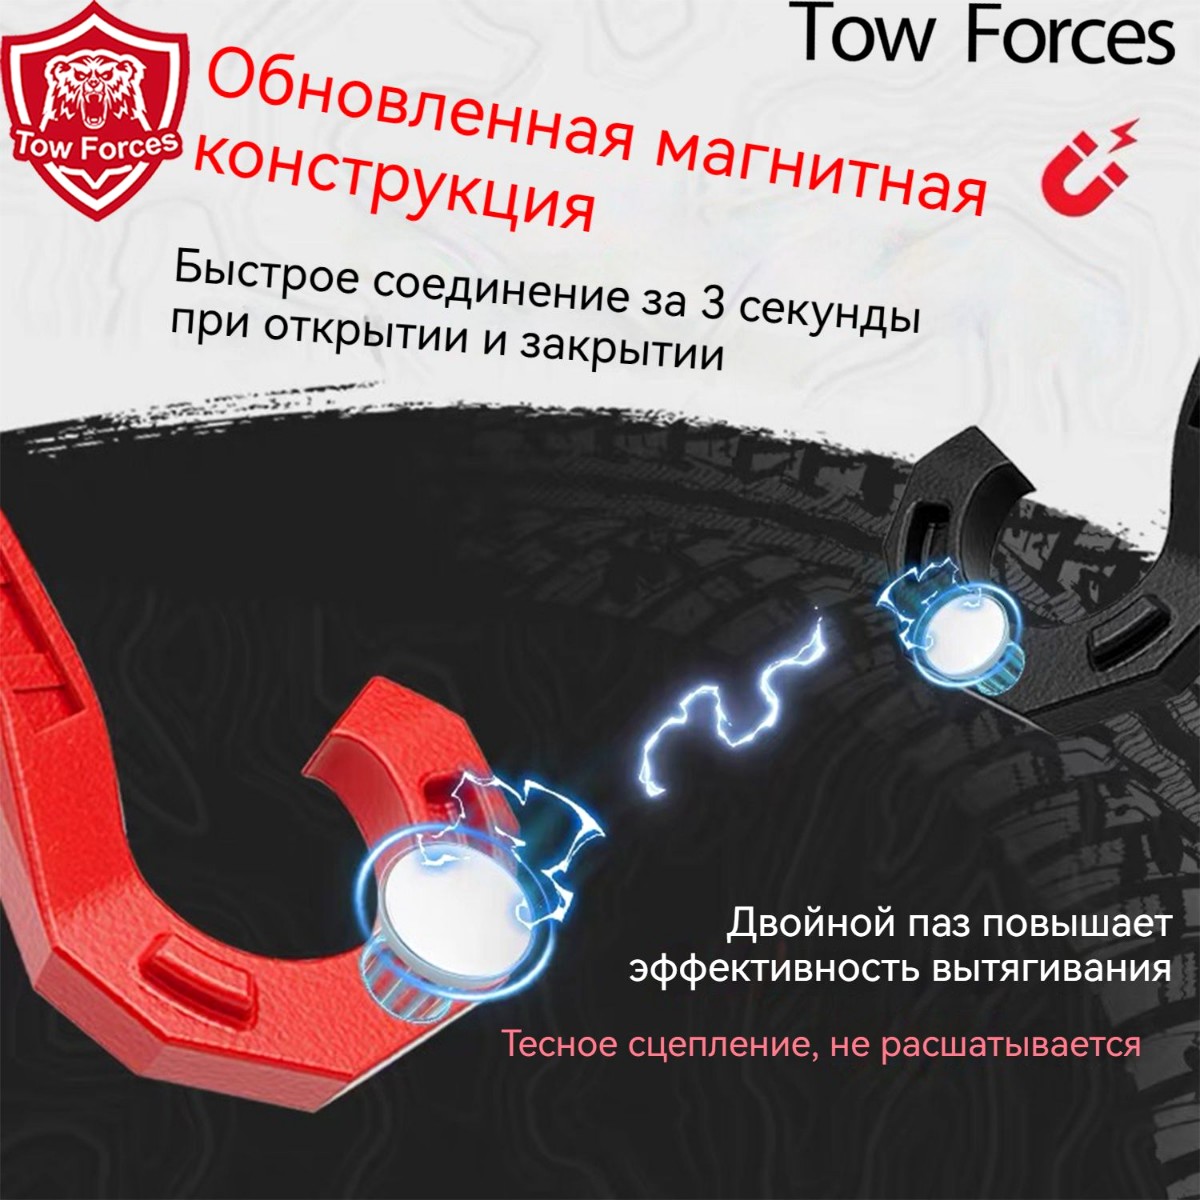 Tow Forces
Tow Forces
Обновленная магнитная
конструкция
Быстрое соединение за 3 секунды
при открытии и закрытии
Двойной паз повышает
эффективность вытягивания
Тесное сцепление, не расшатывается